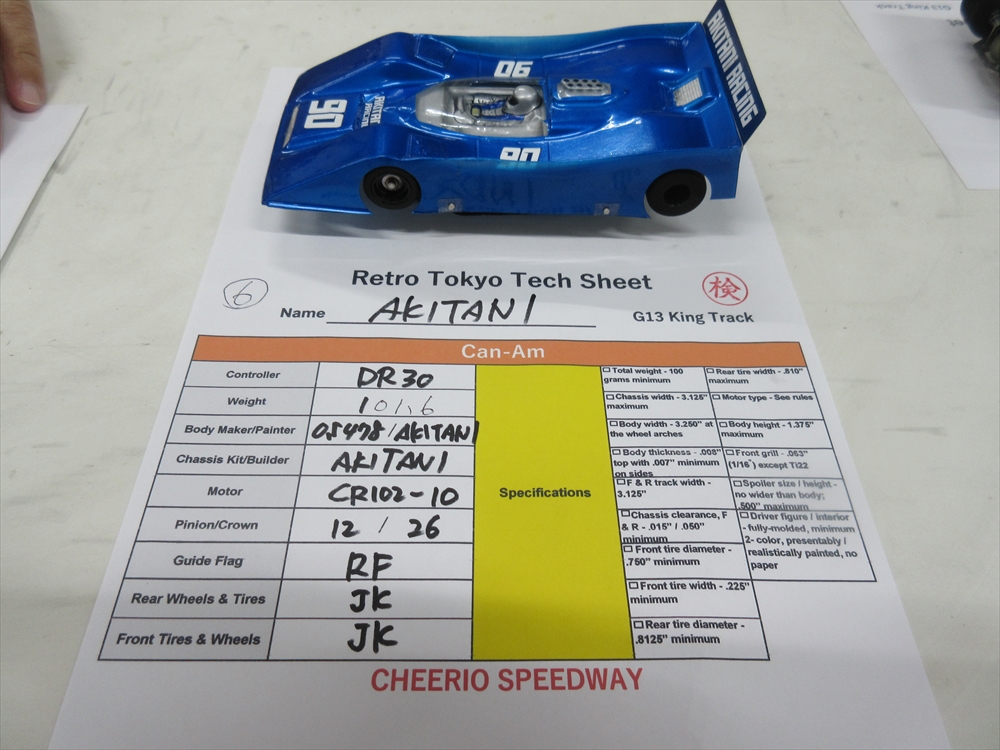 G13 King Track
AKITANI RACING
90
90
90
6
Retro Tokyo Tech Sheet
検
Name AKITANI
G13 King Track
Can-Am
Controller DR30
Weight 101.6
Body Maker/Painter OS478/AKITANI
Chassis Kit/Builder AKITANI
Motor CR102-10
Pinion/Crown 12 / 26
Guide Flag RF
Rear Wheels & Tires JK
Front Tires & Wheels JK
Specifications
Total weight - 100
grams minimum
Chassis width - 3.125"
maximum
Body width - 3.250" at
the wheel arches
Body thickness - .008"
top with .007" minimum
on sides
F & R track width -
3.125"
Chassis clearance, F
& R - .015" / .050"
minimum
Front tire diameter -
.750" minimum
Front tire width - .225"
minimum
Rear tire diameter -
.8125" minimum
Rear tire width - .810"
maximum
Motor type - See rules
Body height - 1.375"
maximum
Front grill - .063"
(1/16") except Ti22
Spoiler size / height -
no wider than body;
.500" maximum
Driver figure / interior
- fully-molded, minimum
2- color, presentably /
realistically painted, no
paper
CHEERIO SPEEDWAY